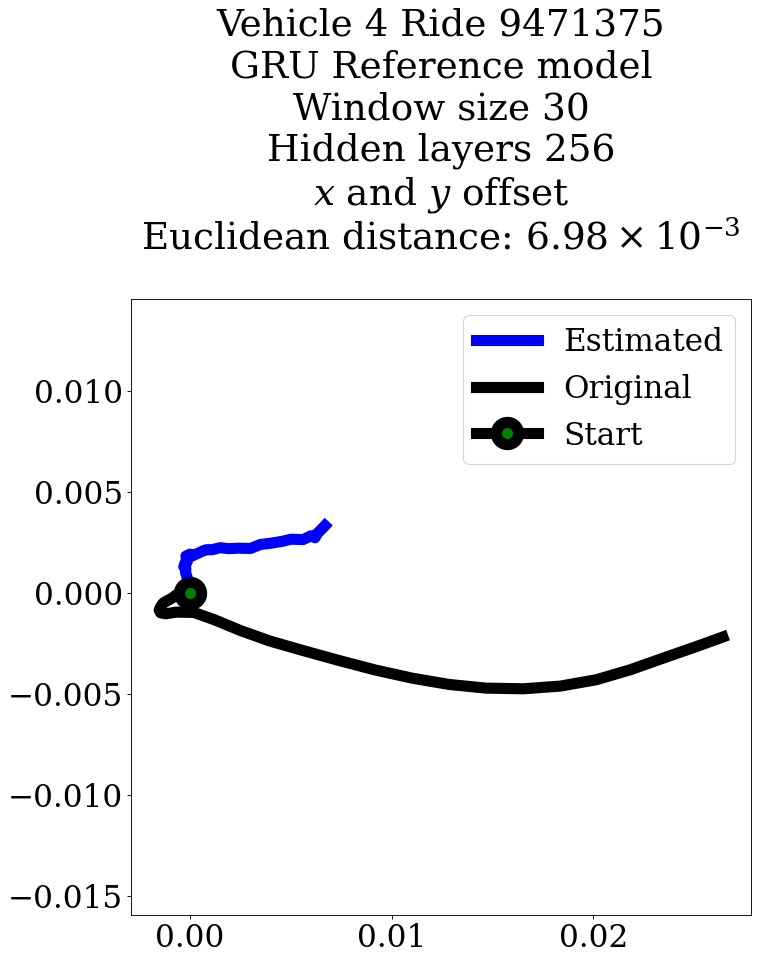 Vehicle 4 Ride 9471375
GRU Reference model
Window size 30
Hidden layers 256
x and y offset
Euclidean distance: 6.98 × 10⁻³
Estimated
Original
Start
0.010
0.005
0.000
−0.005
−0.010
−0.015
0.00
0.01
0.02